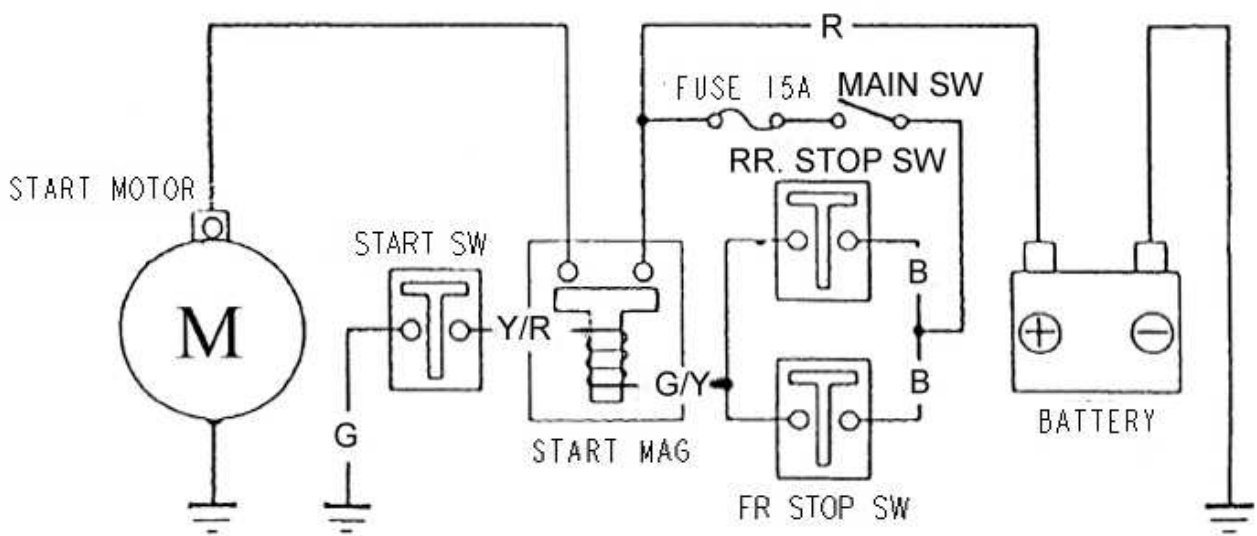 R
FUSE 15A
MAIN SW
RR. STOP SW
START MOTOR
START SW
B
M
Y/R
+
-
G/Y
B
G
START MAG
BATTERY
FR STOP SW